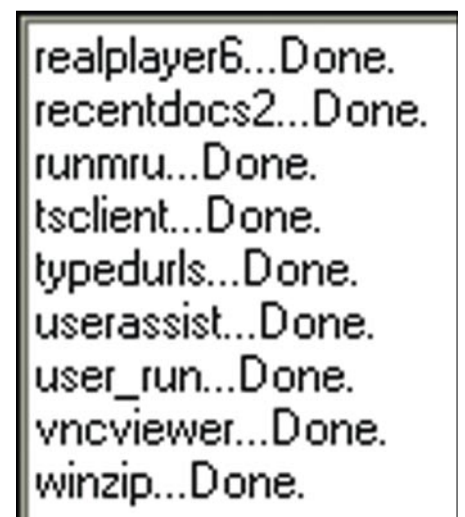 realplayer6...Done.
recentdocs2...Done.
runmru...Done.
tsclient...Done.
typedurls...Done.
userassist...Done.
user_run...Done.
vncviewer...Done.
winzip...Done.